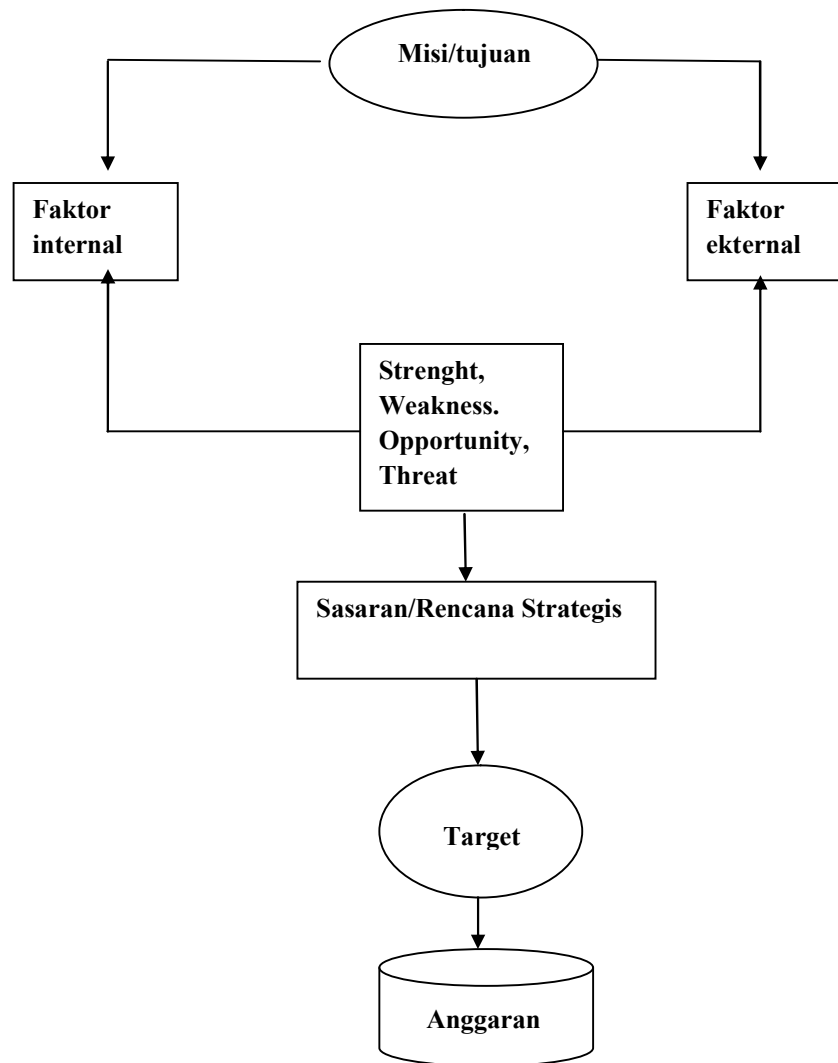 Misi/tujuan
Faktor
internal
Faktor
ekternal
Strenght,
Weakness.
Opportunity,
Threat
Sasaran/Rencana Strategis
Target
Anggaran